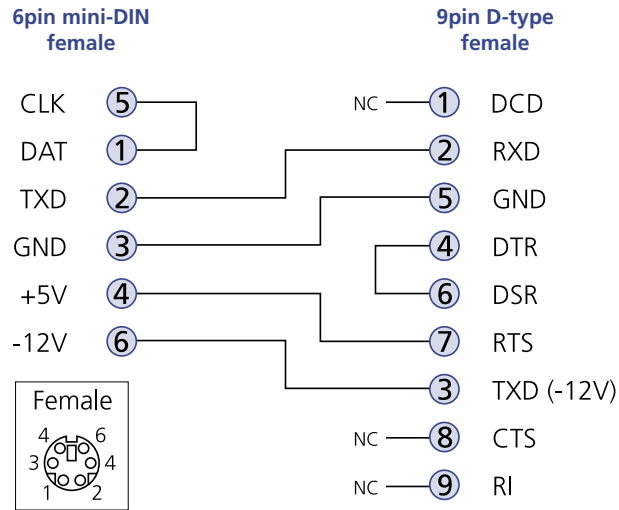 6pin mini-DIN
female
9pin D-type
female
CLK 5 NC 1 DCD
DAT 1 2 RXD
TXD 2 5 GND
GND 3 4 DTR
+5V 4 6 DSR
-12V 6 7 RTS
3 TXD (-12V)
NC 8 CTS
NC 9 RI
Female
4 6
3 4
1 2